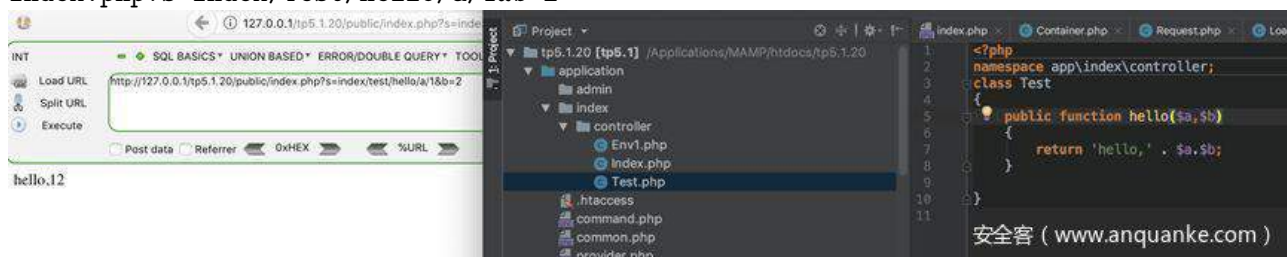 127.0.0.1/tp5.1.20/public/index.php?s=inde
INT
SQL BASICS
UNION BASED
ERROR/DOUBLE QUERY
TOOL
Load URL
http://127.0.0.1/tp5.1.20/public/index.php?s=index/test/hello/a/1&b=2
Split URL
Execute
Post data
Referrer
0xHEX
%URL
hello,12
1: Project
Project
tp5.1.20 [tp5.1] /Applications/MAMP/htdocs/tp5.1.20
application
admin
index
controller
Env1.php
Index.php
Test.php
.htaccess
command.php
common.php
provider.php
index.php
Container.php
Request.php
Loa
1 <?php
2 namespace app\index\controller;
3 class Test
4 {
5 public function hello($a,$b)
6 {
7 return 'hello,' . $a.$b;
8 }
9
10 }
11
安全客 ( www.anquanke.com )